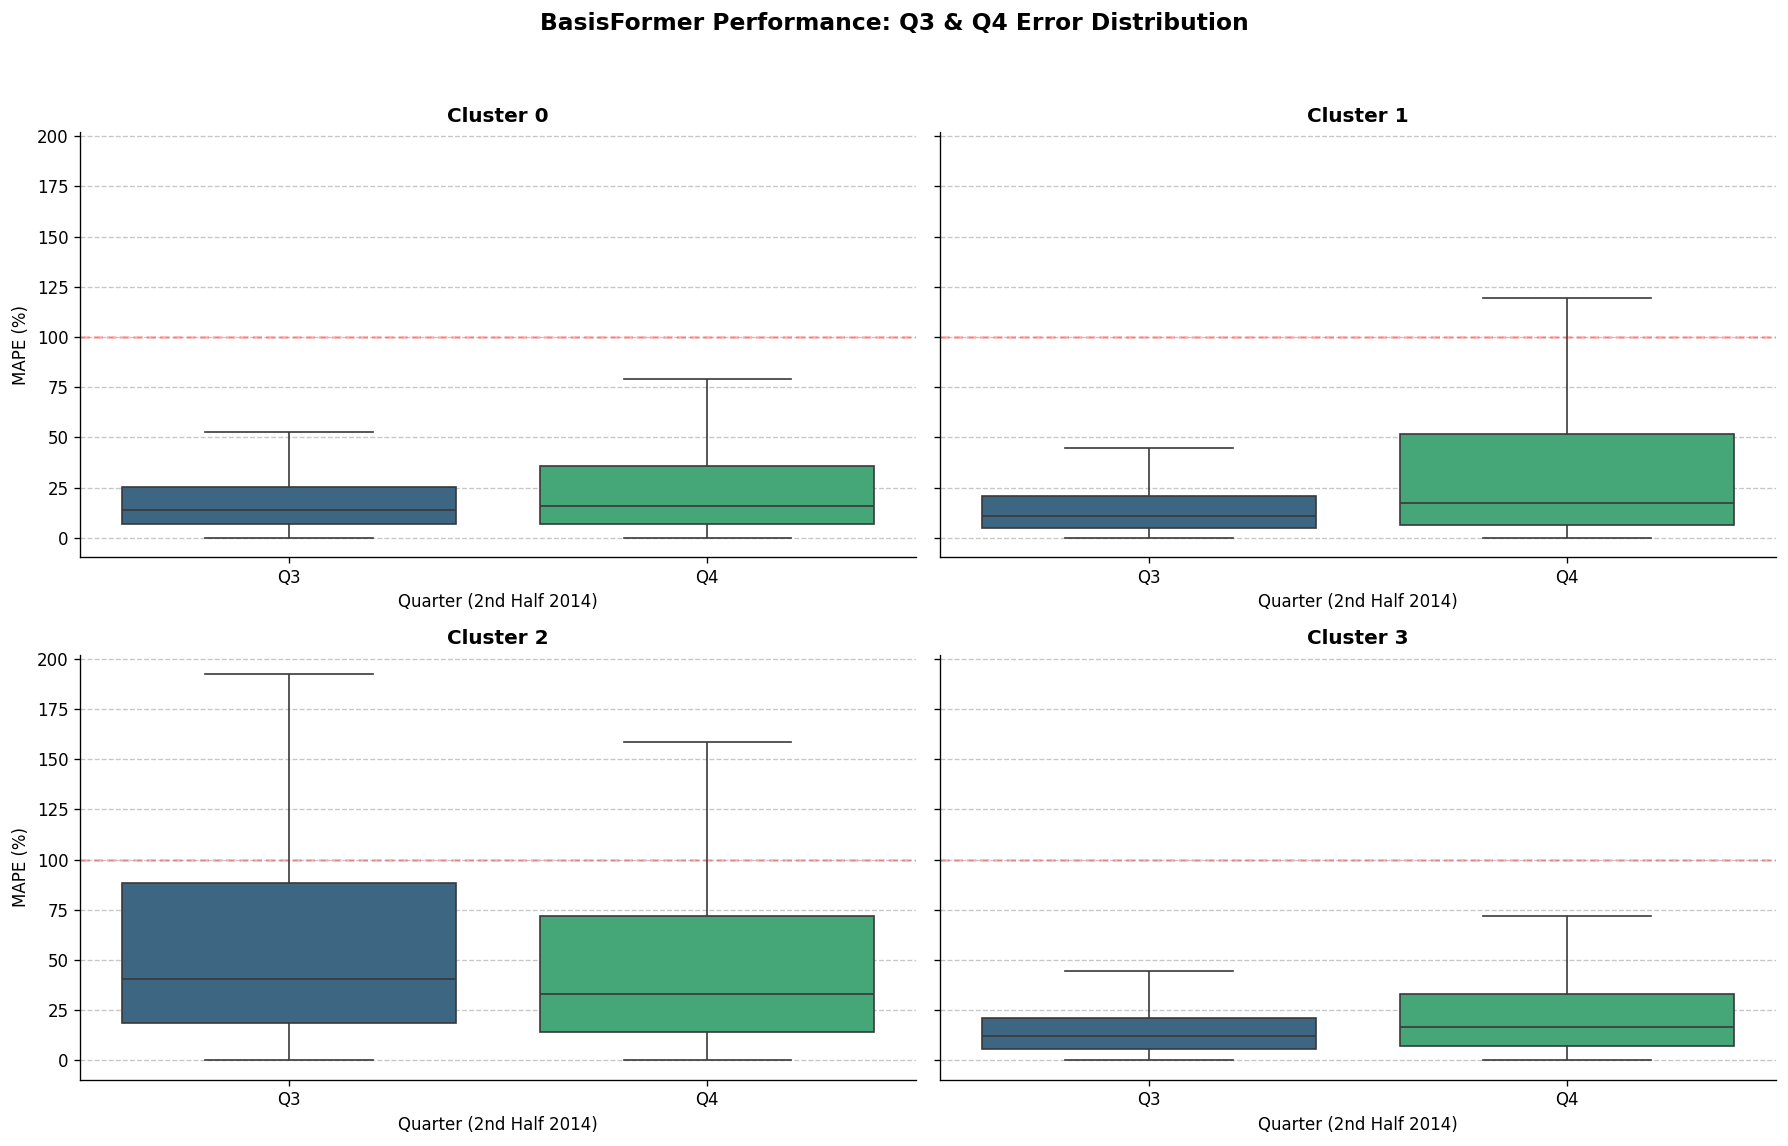 BasisFormer Performance: Q3 & Q4 Error Distribution
Cluster 0
200
175
150
125
100
75
50
25
0
MAPE (%)
Q3
Q4
Quarter (2nd Half 2014)
Cluster 1
Q3
Q4
Quarter (2nd Half 2014)
Cluster 2
200
175
150
125
100
75
50
25
0
MAPE (%)
Q3
Q4
Quarter (2nd Half 2014)
Cluster 3
Q3
Q4
Quarter (2nd Half 2014)